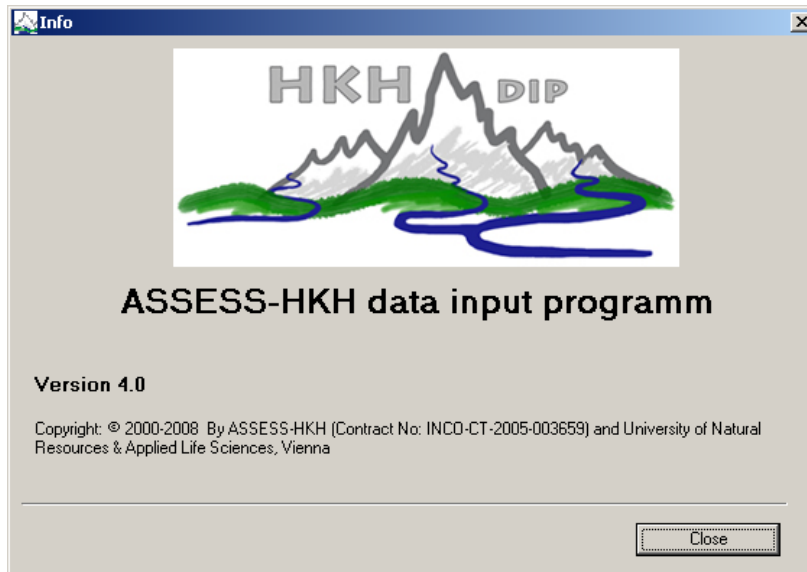 Info
HKH DIP
ASSESS-HKH data input programm
Version 4.0
Copyright: © 2000-2008 By ASSESS-HKH (Contract No: INCO-CT-2005-003659) and University of Natural
Resources & Applied Life Sciences, Vienna
Close